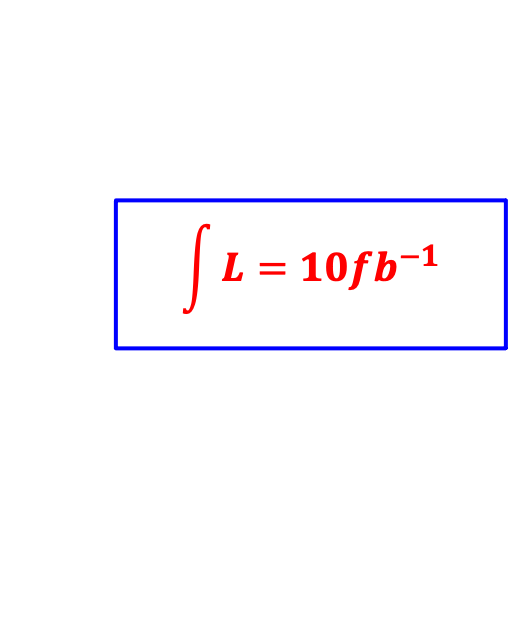 ∫ L = 10fb⁻¹